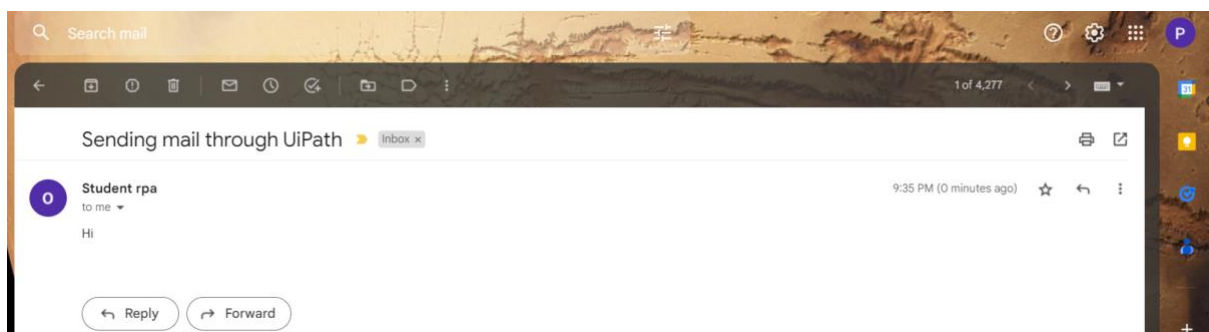 Search mail
P
1 of 4,277
31
Sending mail through UiPath Inbox ×
O
Student rpa
9:35 PM (0 minutes ago)
to me
Hi
Reply
Forward